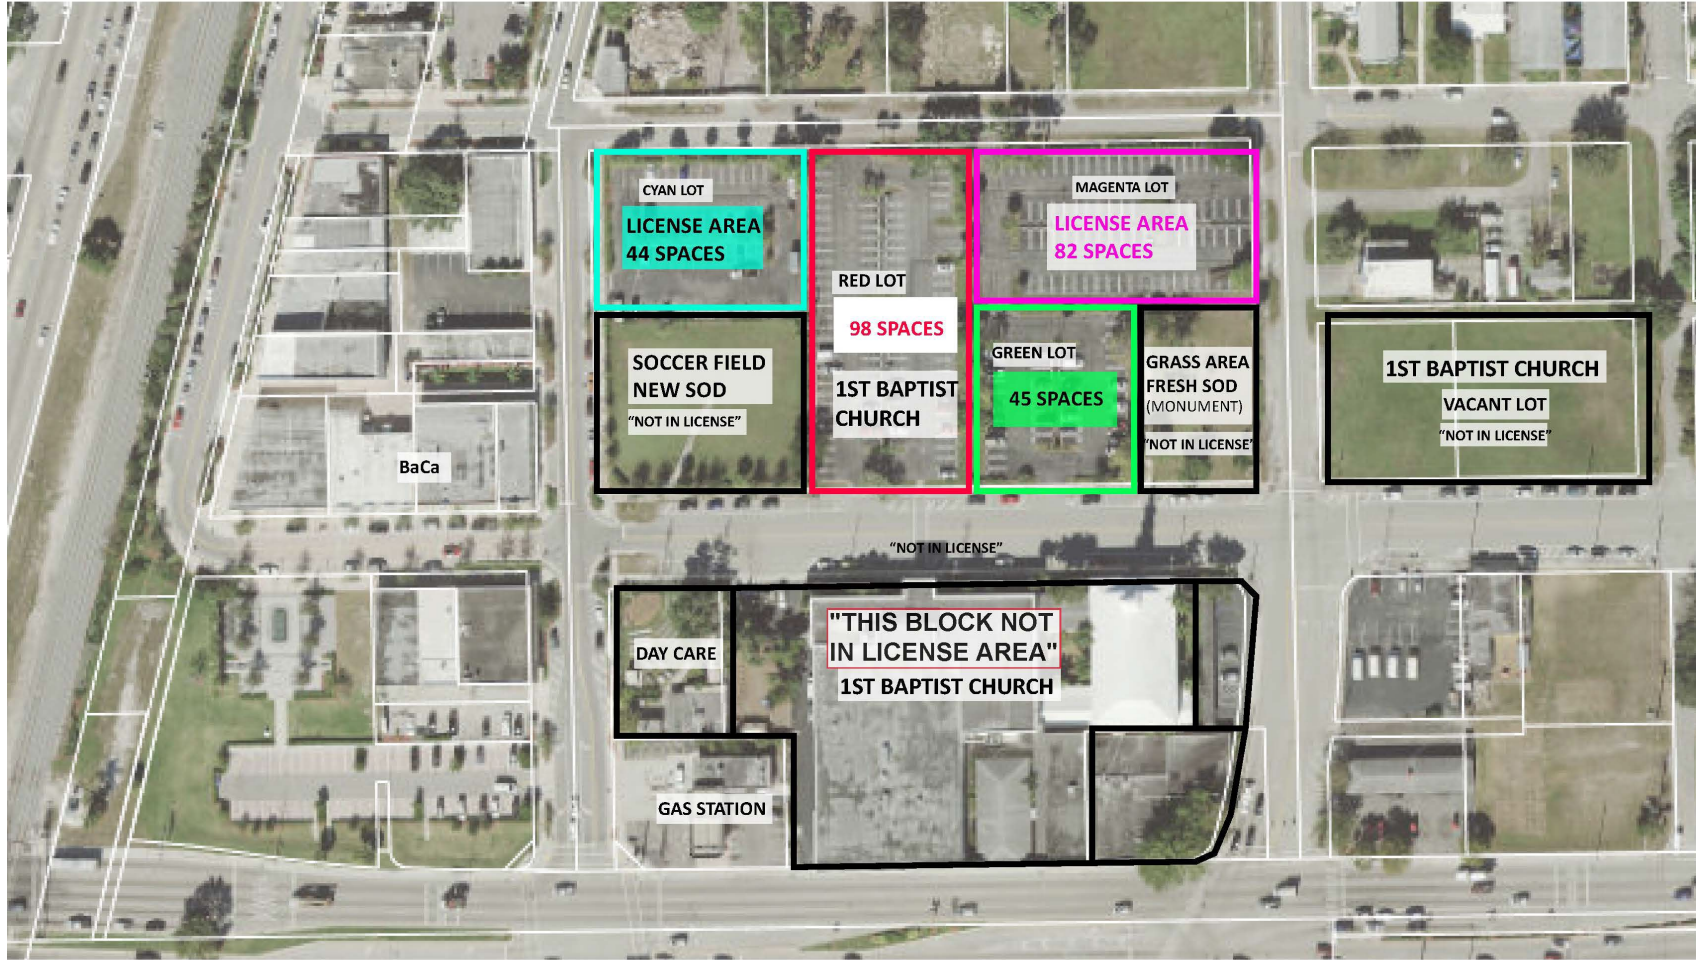 CYAN LOT
LICENSE AREA
44 SPACES
MAGENTA LOT
LICENSE AREA
82 SPACES
RED LOT
98 SPACES
1ST BAPTIST
CHURCH
SOCCER FIELD
NEW SOD
“NOT IN LICENSE”
GREEN LOT
45 SPACES
GRASS AREA
FRESH SOD
(MONUMENT)
“NOT IN LICENSE”
1ST BAPTIST CHURCH
VACANT LOT
“NOT IN LICENSE”
BaCa
“NOT IN LICENSE”
"THIS BLOCK NOT
IN LICENSE AREA"
1ST BAPTIST CHURCH
DAY CARE
GAS STATION